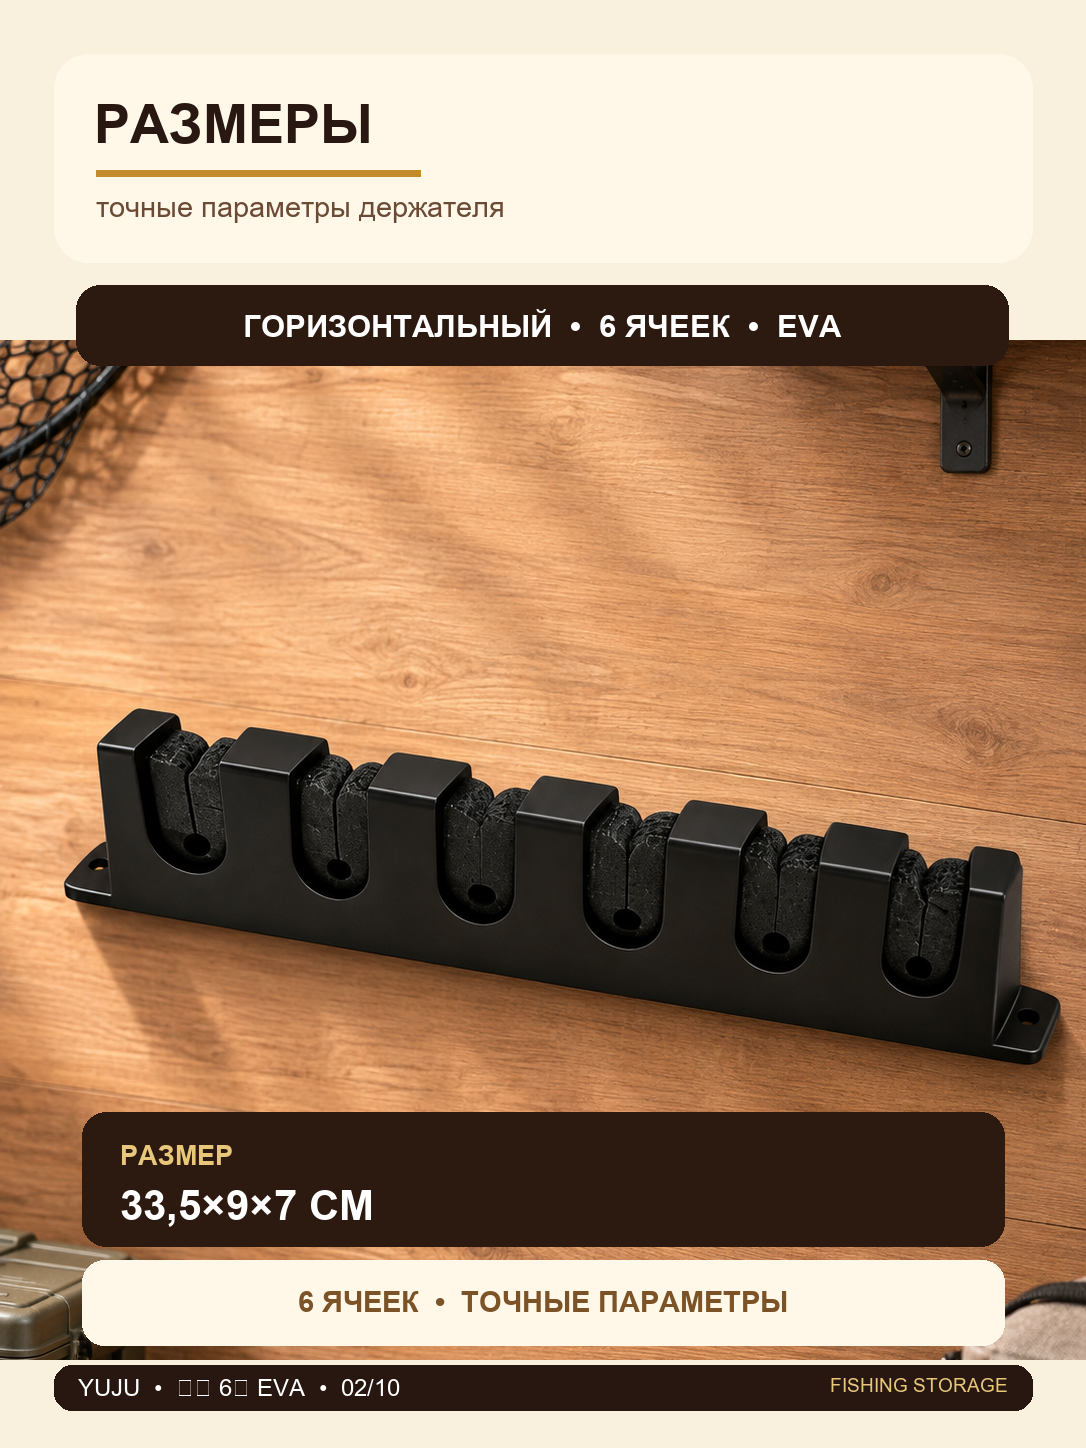 РАЗМЕРЫ
точные параметры держателя
ГОРИЗОНТАЛЬНЫЙ • 6 ЯЧЕЕК • EVA
РАЗМЕР
33,5×9×7 СМ
6 ЯЧЕЕК • ТОЧНЫЕ ПАРАМЕТРЫ
YUJU • □□ 6□ EVA • 02/10
FISHING STORAGE